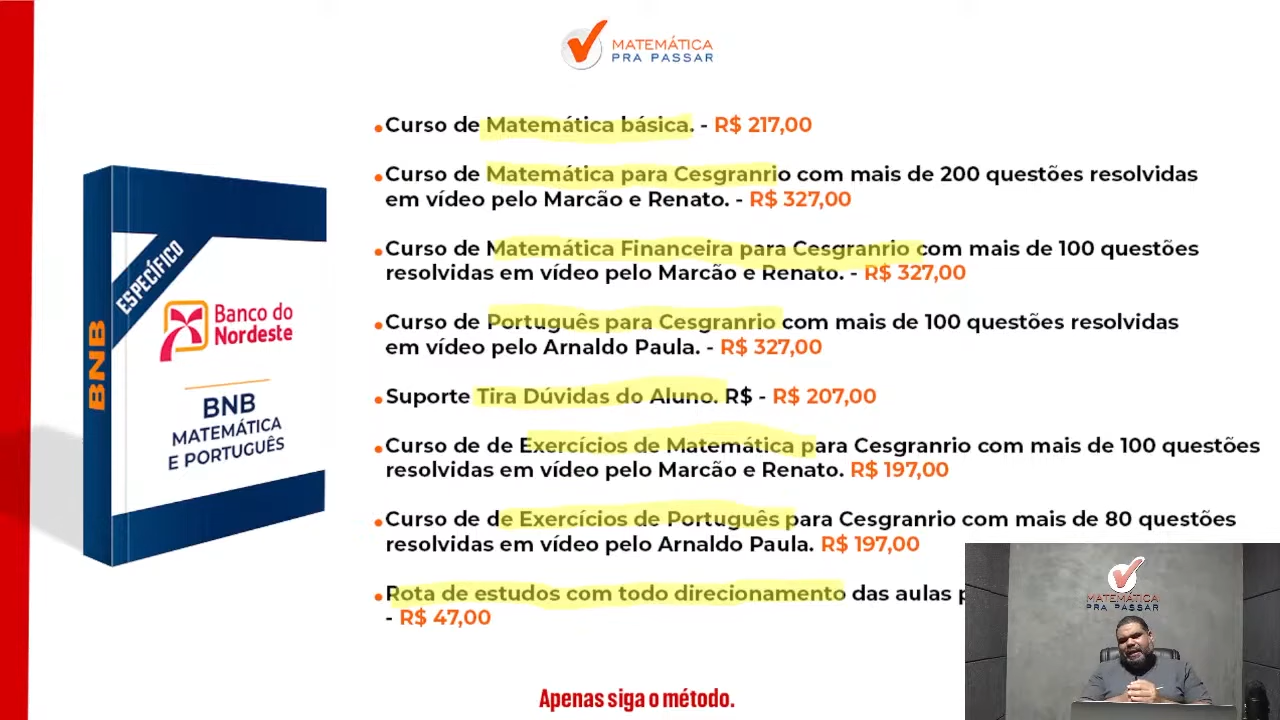 MATEMÁTICA
PRA PASSAR
Curso de Matemática básica. - R$ 217,00
Curso de Matemática para Cesgranrio com mais de 200 questões resolvidas
em vídeo pelo Marcão e Renato. - R$ 327,00
Curso de Matemática Financeira para Cesgranrio com mais de 100 questões
resolvidas em vídeo pelo Marcão e Renato. - R$ 327,00
Curso de Português para Cesgranrio com mais de 100 questões resolvidas
em vídeo pelo Arnaldo Paula. - R$ 327,00
Suporte Tira Dúvidas do Aluno. R$ - R$ 207,00
Curso de de Exercícios de Matemática para Cesgranrio com mais de 100 questões
resolvidas em vídeo pelo Marcão e Renato. R$ 197,00
Curso de de Exercícios de Português para Cesgranrio com mais de 80 questões
resolvidas em vídeo pelo Arnaldo Paula. R$ 197,00
Rota de estudos com todo direcionamento das aulas
- R$ 47,00
ESPECÍFICO
BNB
Banco do
Nordeste
BNB
MATEMÁTICA
E PORTUGUÊS
MATEMÁTICA
PRA PASSAR
Apenas siga o método.